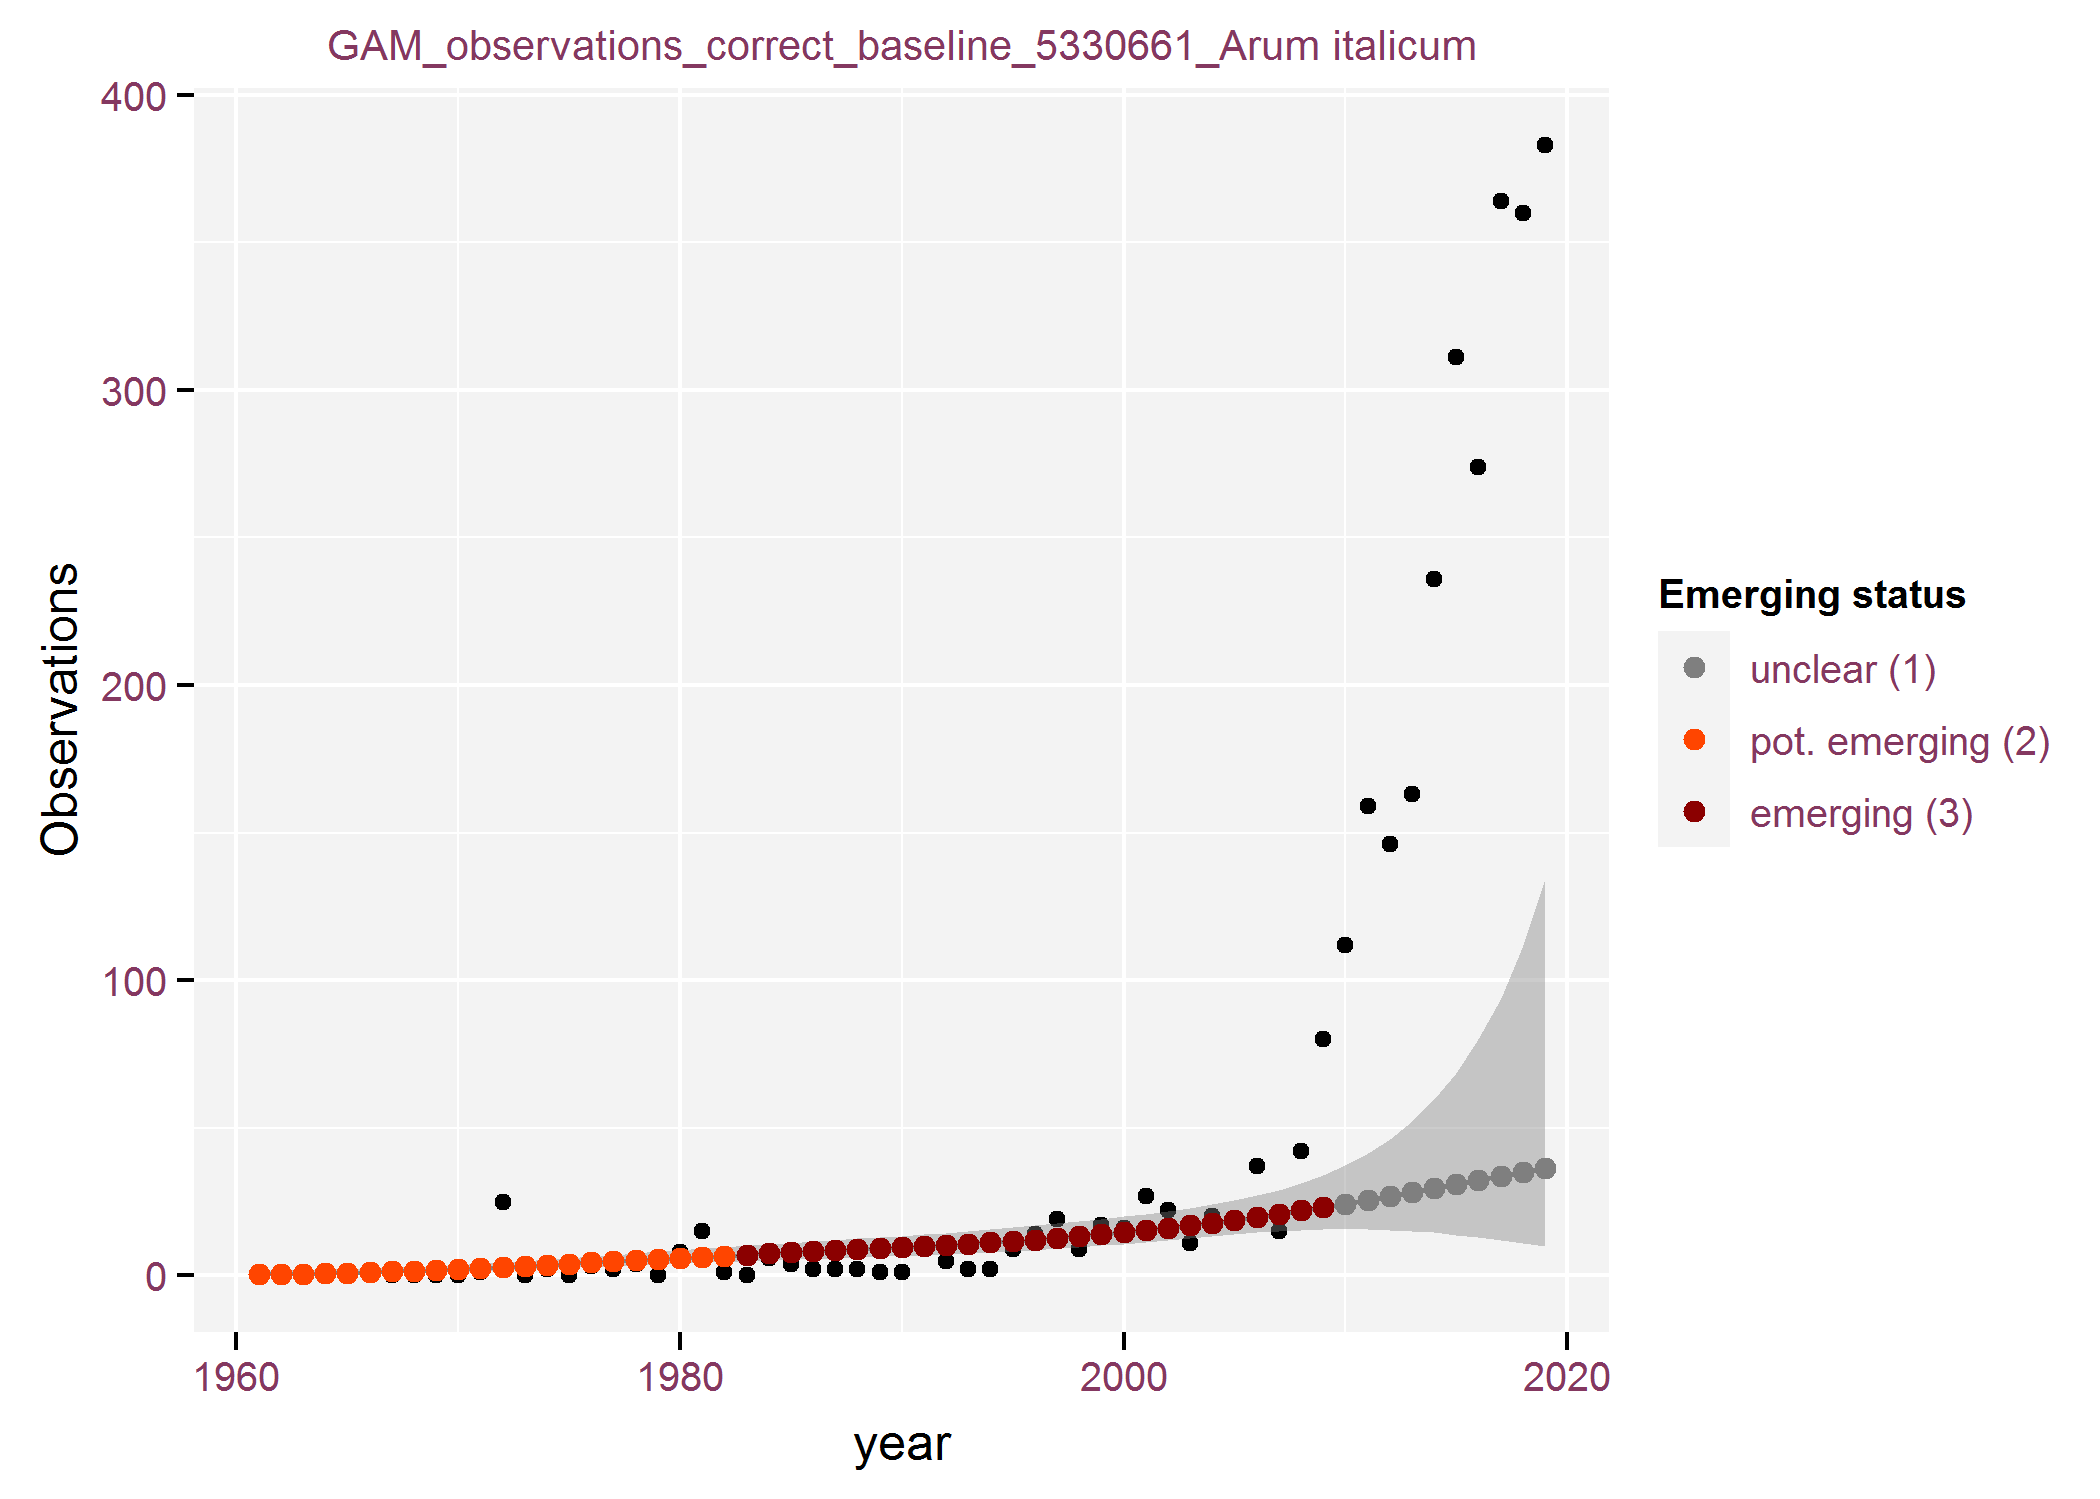 GAM_observations_correct_baseline_5330661_Arum italicum
400
300
200
100
0
Observations
1960
1980
2000
2020
year
Emerging status
unclear (1)
pot. emerging (2)
emerging (3)